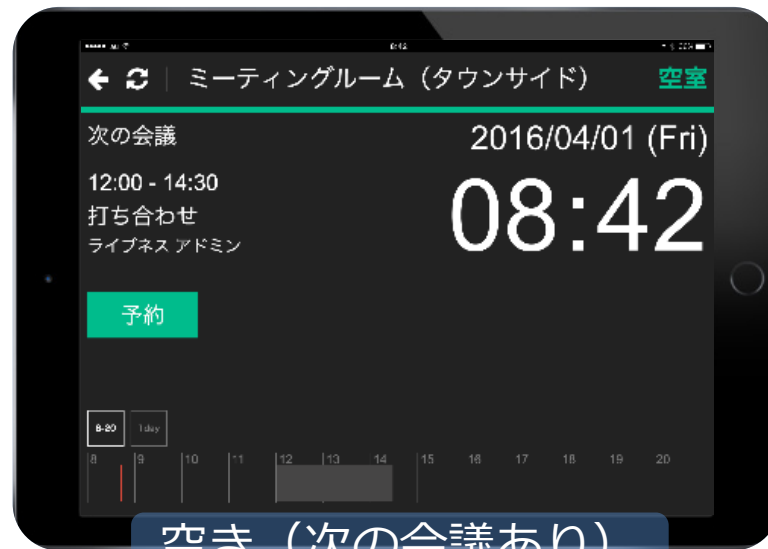 8:42
ミーティングルーム（タウンサイド） 空室
次の会議 2016/04/01 (Fri)
12:00 - 14:30 08:42
打ち合わせ
ライブネス アドミン
予約
8-20 1day
8 9 10 11 12 13 14 15 16 17 18 19 20
空き（次の会議あり）